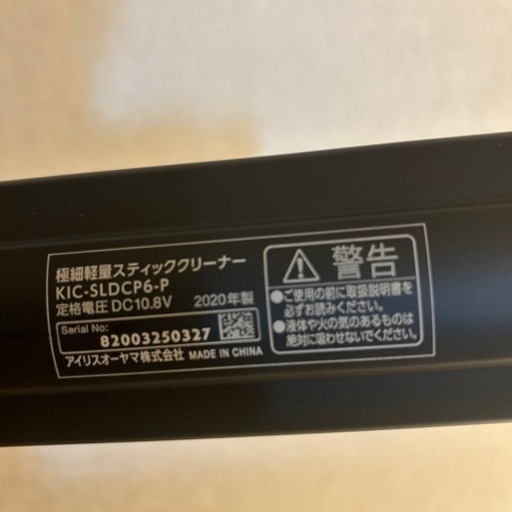 極細軽量スティッククリーナー
KIC-SLDCP6-P
定格電圧 DC10.8V 2020年製
Serial No: 82003250327
アイリスオーヤマ株式会社 MADE IN CHINA
警告
●ご使用の前に取扱説明書を
必ずお読みください。
●液体や火の気のあるものは
絶対に吸わせないでください。